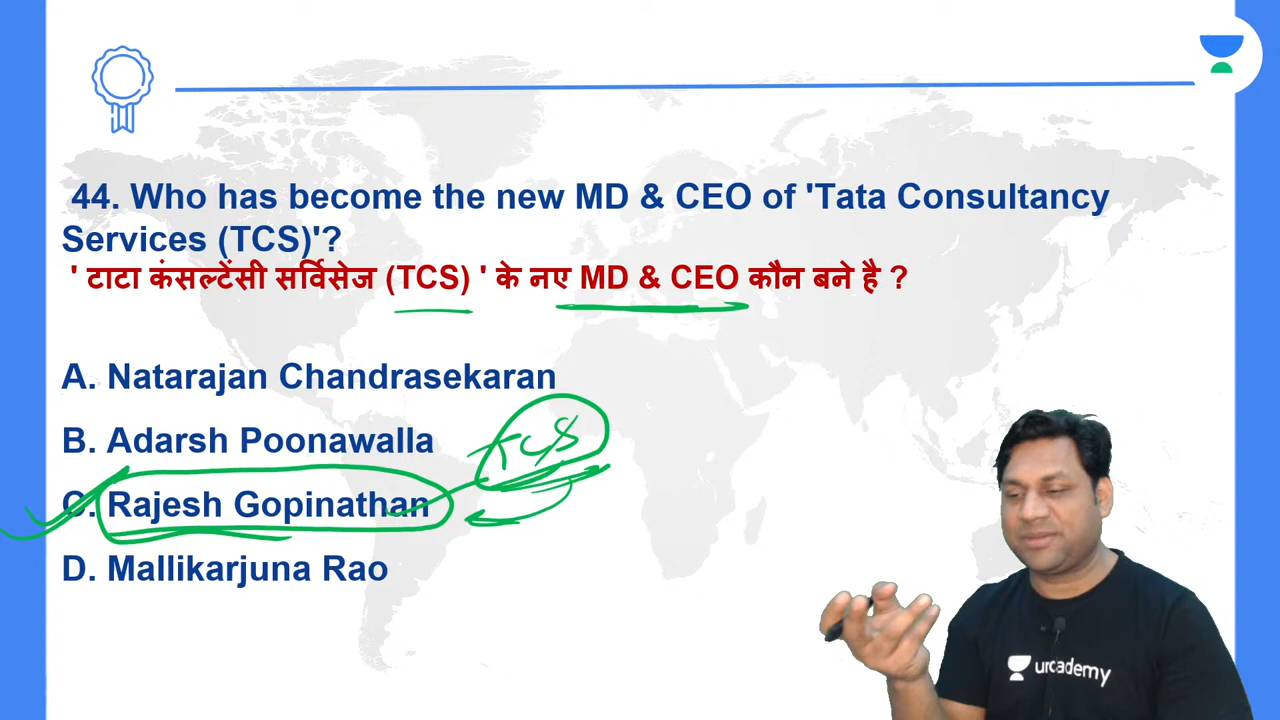 44. Who has become the new MD & CEO of 'Tata Consultancy
Services (TCS)'?
' टाटा कंसल्टेंसी सर्विसेज (TCS) ' के नए MD & CEO कौन बने है ?
A. Natarajan Chandrasekaran
B. Adarsh Poonawalla
TCS
C. Rajesh Gopinathan
D. Mallikarjuna Rao
unacademy